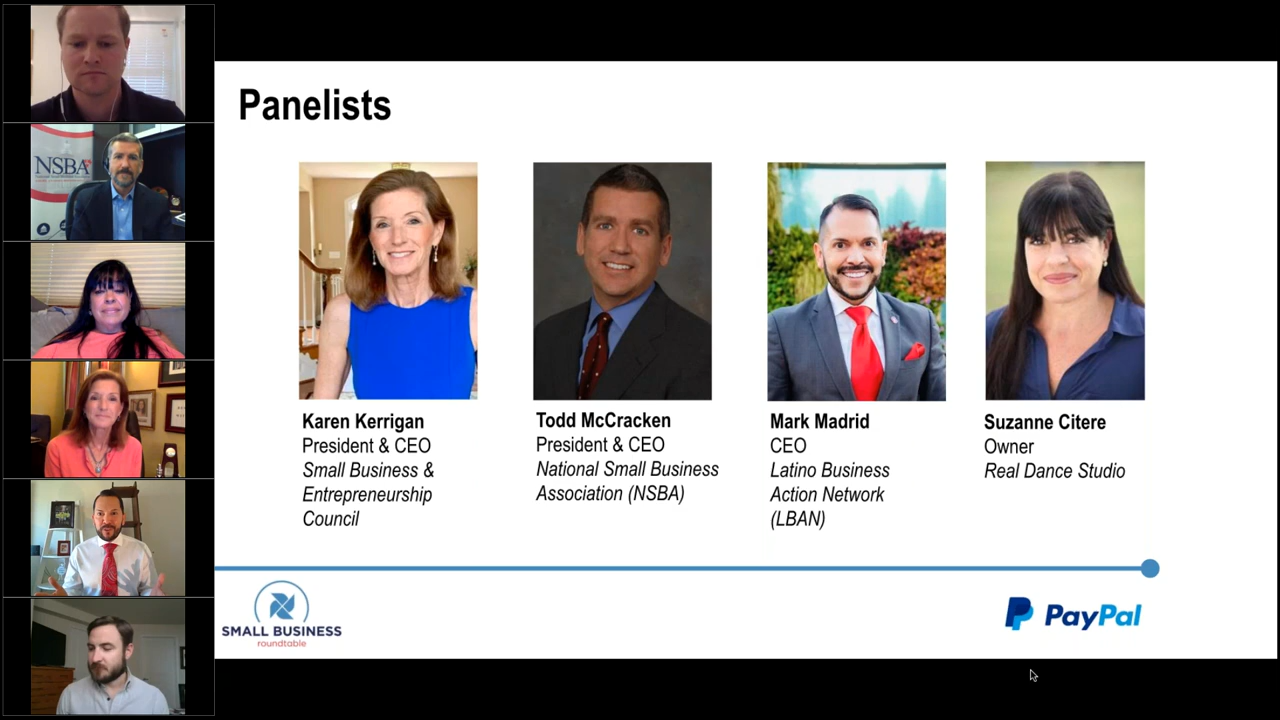 NSBA
Panelists
Karen Kerrigan
President & CEO
Small Business &
Entrepreneurship
Council
Todd McCracken
President & CEO
National Small Business
Association (NSBA)
Mark Madrid
CEO
Latino Business
Action Network
(LBAN)
Suzanne Citere
Owner
Real Dance Studio
SMALL BUSINESS
roundtable
PayPal